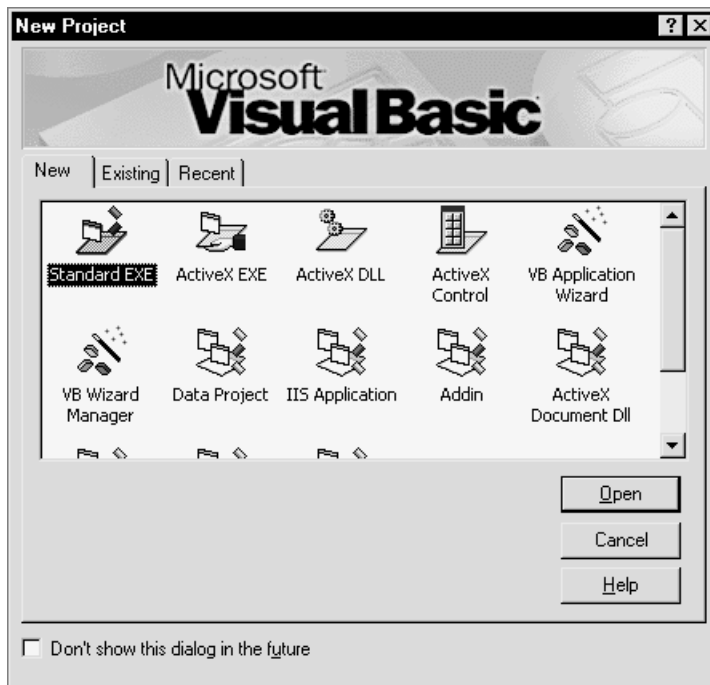 New Project
Microsoft
Visual Basic
New Existing Recent
Standard EXE ActiveX EXE ActiveX DLL ActiveX Control VB Application Wizard
VB Wizard Manager Data Project IIS Application Addin ActiveX Document Dll
Open
Cancel
Help
Don't show this dialog in the future